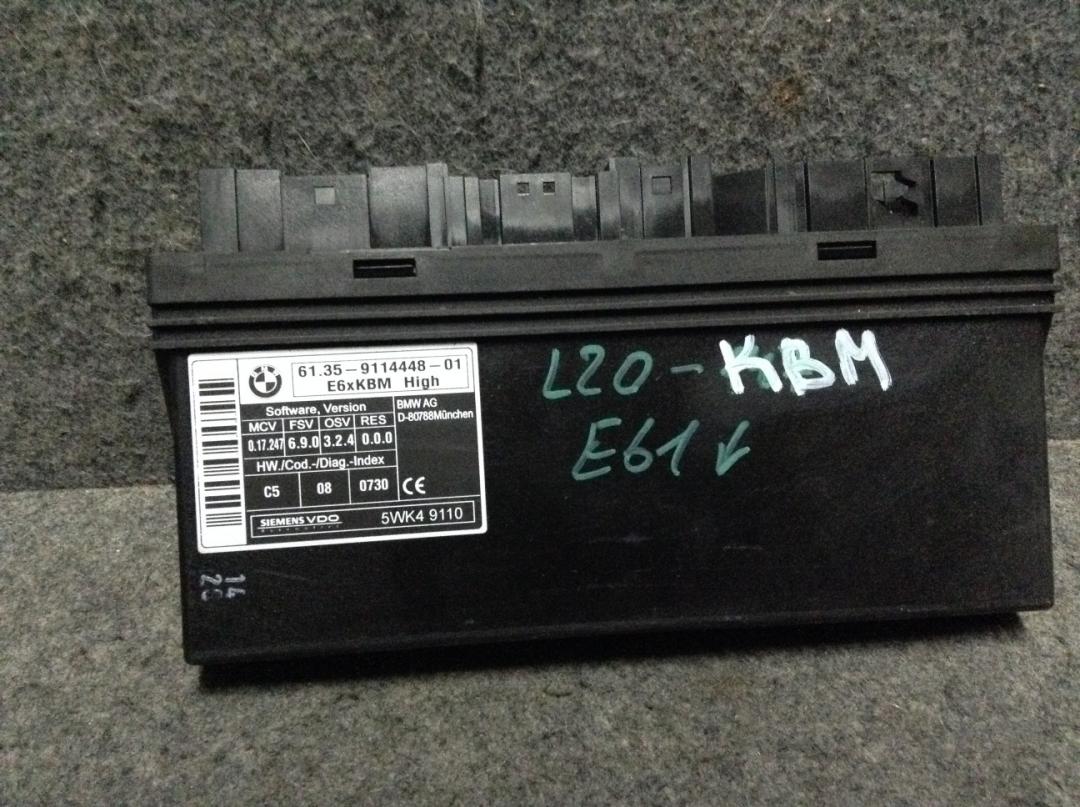 61.35-9114448-01
E6xKBM High
Software, Version
MCV FSV OSV RES
0.17.247 6.9.0 3.2.4 0.0.0
HW./Cod.-/Diag.-Index
C5 08 0730
BMW AG
D-80788München
CE
SIEMENS VDO
Automotive
5WK4 9110
L20-KBM
E61
14